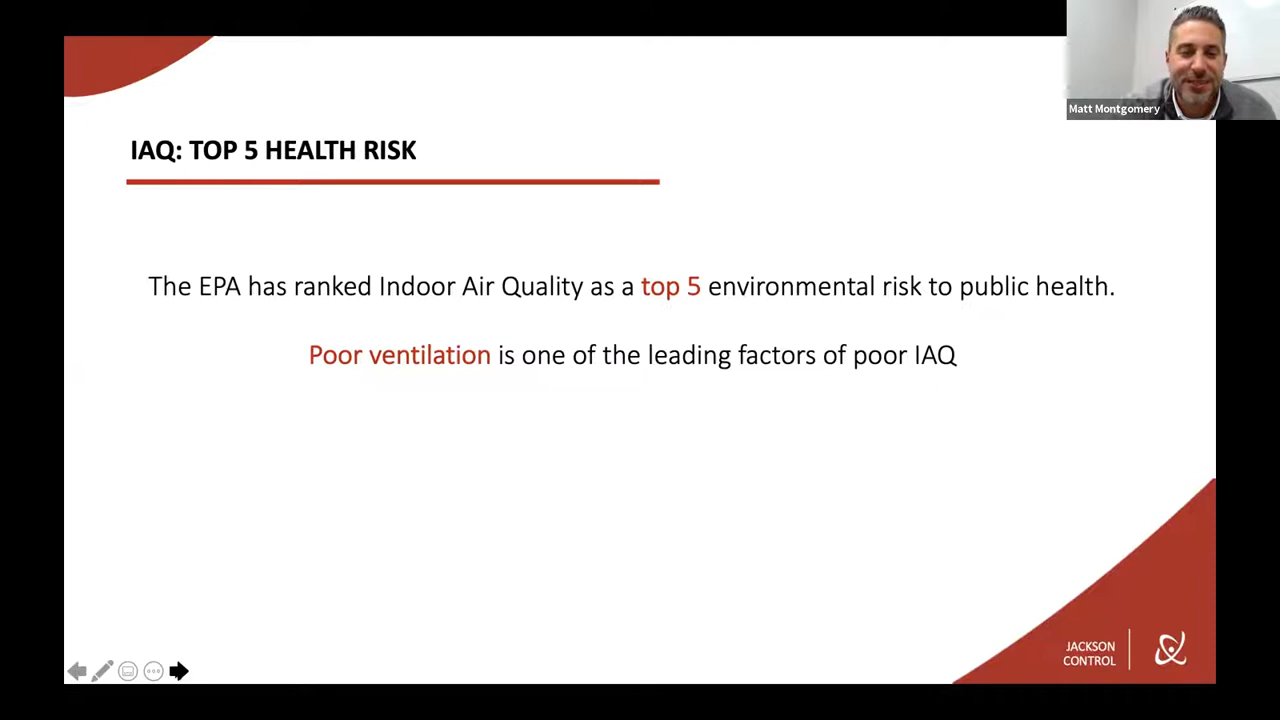 Matt Montgomery
IAQ: TOP 5 HEALTH RISK
The EPA has ranked Indoor Air Quality as a top 5 environmental risk to public health.
Poor ventilation is one of the leading factors of poor IAQ
JACKSON
CONTROL